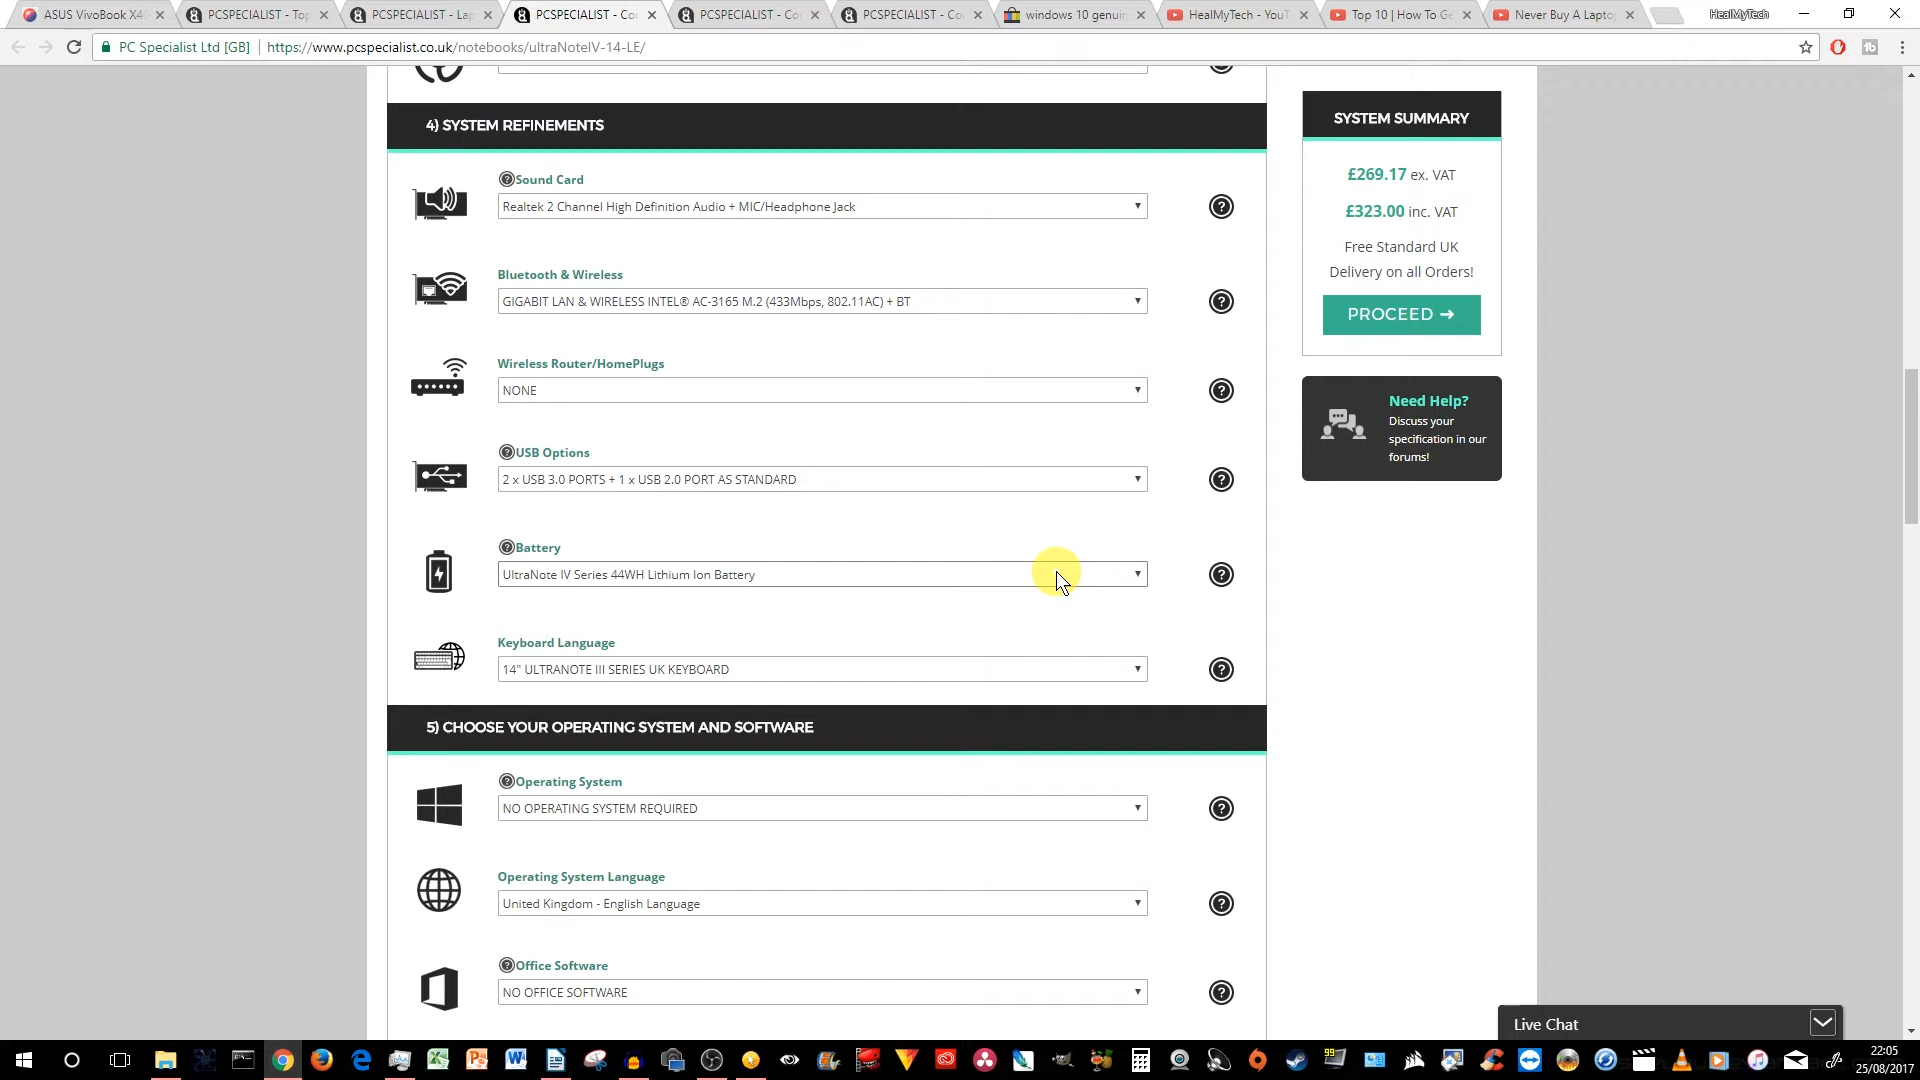 ASUS VivoBook X4
PCSPECIALIST - Top
PCSPECIALIST - Lap
PCSPECIALIST - Co
PCSPECIALIST - Co
PCSPECIALIST - Co
windows 10 genuin
HealMyTech - YouT
Top 10 | How To Ge
Never Buy A Lapto
HealMyTech
PC Specialist Ltd [GB]
https://www.pcspecialist.co.uk/notebooks/ultraNoteIV-14-LE/
4) SYSTEM REFINEMENTS
Sound Card
Realtek 2 Channel High Definition Audio + MIC/Headphone Jack
Bluetooth & Wireless
GIGABIT LAN & WIRELESS INTEL® AC-3165 M.2 (433Mbps, 802.11AC) + BT
Wireless Router/HomePlugs
NONE
USB Options
2 x USB 3.0 PORTS + 1 x USB 2.0 PORT AS STANDARD
Battery
UltraNote IV Series 44WH Lithium Ion Battery
Keyboard Language
14" ULTRANOTE III SERIES UK KEYBOARD
5) CHOOSE YOUR OPERATING SYSTEM AND SOFTWARE
Operating System
NO OPERATING SYSTEM REQUIRED
Operating System Language
United Kingdom - English Language
Office Software
NO OFFICE SOFTWARE
SYSTEM SUMMARY
£269.17 ex. VAT
£323.00 inc. VAT
Free Standard UK
Delivery on all Orders!
PROCEED ➔
Need Help?
Discuss your
specification in our
forums!
Live Chat
22:05
25/08/2017